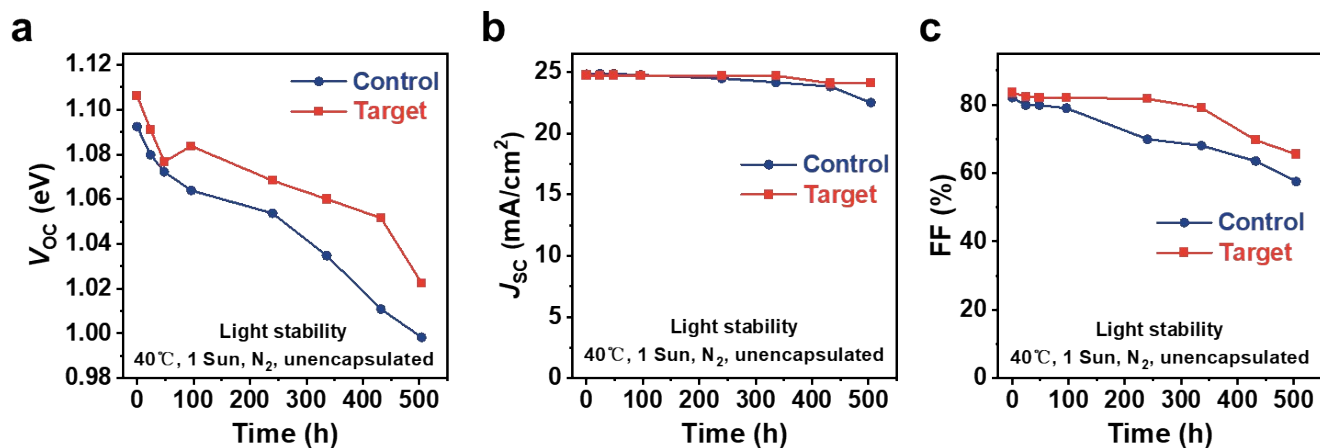 a
1.12
1.10
1.08
1.06
1.04
1.02
1.00
0.98
V_OC (eV)
Control
Target
Light stability
40℃, 1 Sun, N₂, unencapsulated
0 100 200 300 400 500
Time (h)
b
25
20
15
10
5
0
J_SC (mA/cm²)
Control
Target
Light stability
40℃, 1 Sun, N₂, unencapsulated
0 100 200 300 400 500
Time (h)
c
80
60
40
20
0
FF (%)
Control
Target
Light stability
40℃, 1 Sun, N₂, unencapsulated
0 100 200 300 400 500
Time (h)